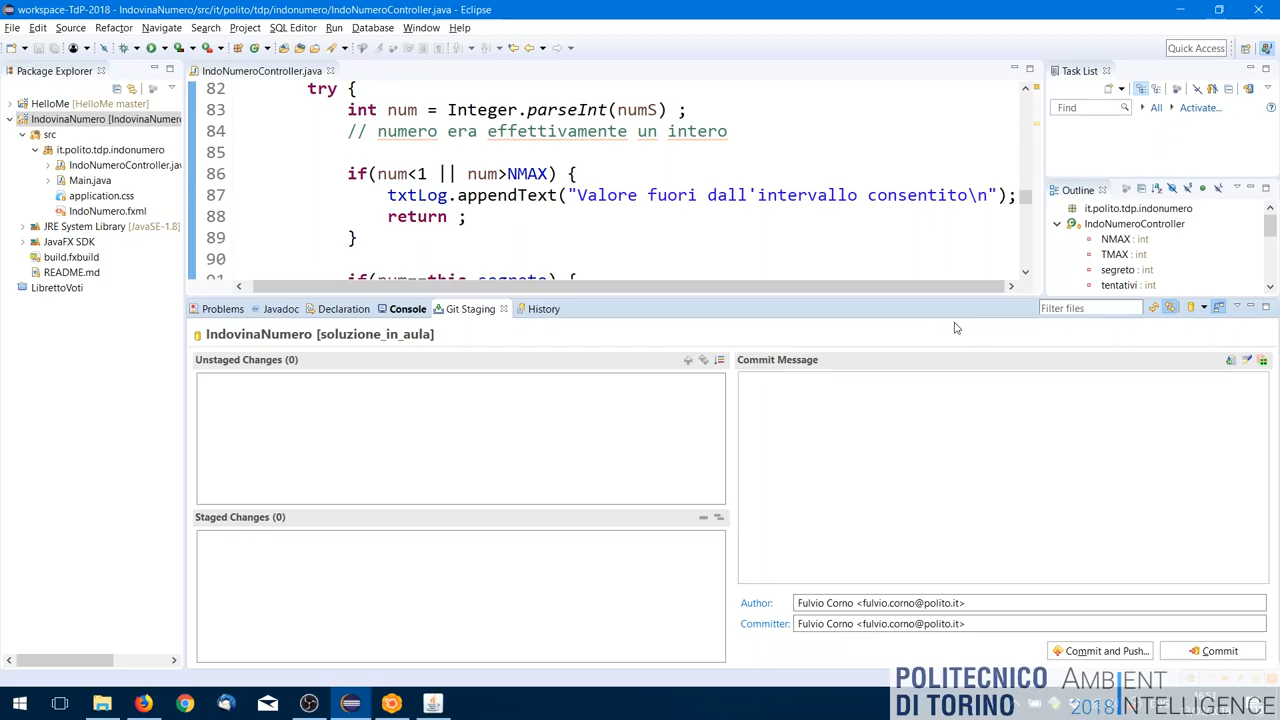 workspace-TdP-2018 - IndovinaNumero/src/it/polito/tdp/indonumero/IndoNumeroController.java - Eclipse
File Edit Source Refactor Navigate Search Project SQL Editor Run Database Window Help
Quick Access
Package Explorer
HelloMe [HelloMe master]
IndovinaNumero [IndovinaNumero
src
it.polito.tdp.indonumero
IndoNumeroController.jav
Main.java
application.css
IndoNumero.fxml
JRE System Library [JavaSE-1.8]
JavaFX SDK
build.fxbuild
README.md
LibrettoVoti
IndoNumeroController.java
82 try {
83 int num = Integer.parseInt(numS) ;
84 // numero era effettivamente un intero
85
86 if(num<1 || num>NMAX) {
87 txtLog.appendText("Valore fuori dall'intervallo consentito\n");
88 return ;
89 }
90
91 if(num==this.segreto) {
Task List
Find
All
Activate...
Outline
it.polito.tdp.indonumero
IndoNumeroController
NMAX : int
TMAX : int
segreto : int
tentativi : int
Problems Javadoc Declaration Console Git Staging History
Filter files
IndovinaNumero [soluzione_in_aula]
Unstaged Changes (0)
Staged Changes (0)
Commit Message
Author: Fulvio Corno <fulvio.corno@polito.it>
Committer: Fulvio Corno <fulvio.corno@polito.it>
Commit and Push...
Commit
POLITECNICO
DI TORINO
AMBIENT
2018 INTELLIGENCE